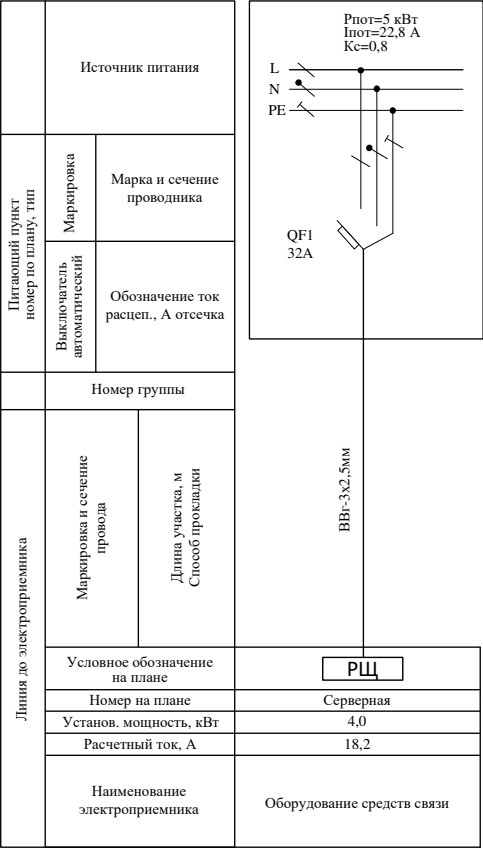 Источник питания
Рпот=5 кВт
Iпот=22,8 А
Кс=0,8
L
N
PE
Питающий пункт
номер по плану, тип
Маркировка
Марка и сечение
проводника
Выключатель
автоматический
Обозначение ток
расцеп., А отсечка
QF1
32А
Номер группы
Линия до электроприемника
Маркировка и сечение
провода
Длина участка, м
Способ прокладки
ВВг-3х2,5мм
Условное обозначение
на плане
РЩ
Номер на плане
Серверная
Установ. мощность, кВт
4,0
Расчетный ток, А
18,2
Наименование
электроприемника
Оборудование средств связи